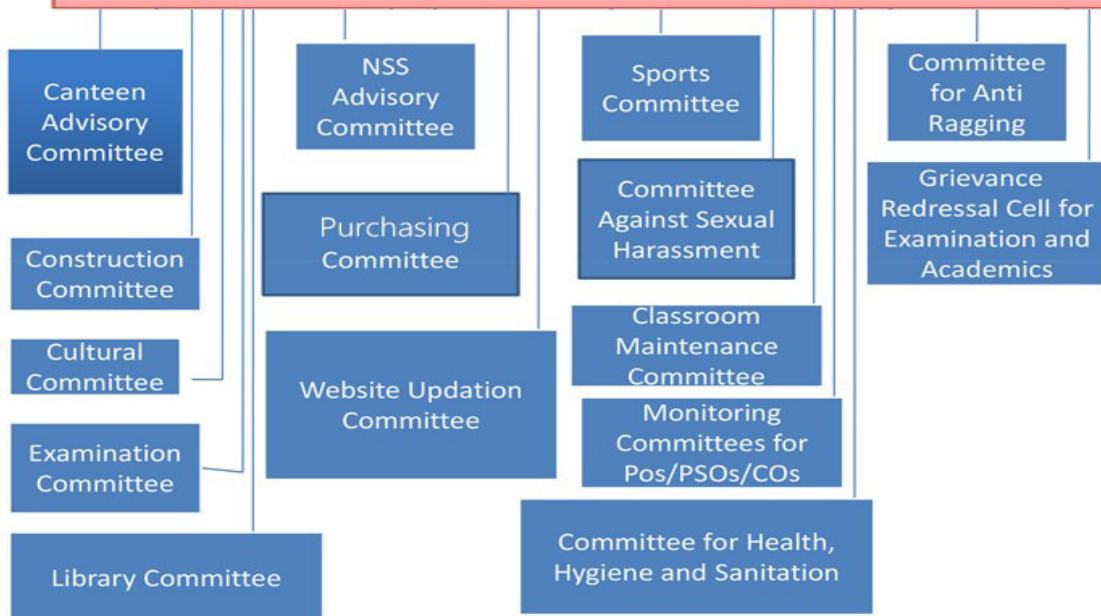 Canteen
Advisory
Committee
Construction
Committee
Cultural
Committee
Examination
Committee
Library Committee
NSS
Advisory
Committee
Purchasing
Committee
Website Updation
Committee
Sports
Committee
Committee
Against Sexual
Harassment
Classroom
Maintenance
Committee
Monitoring
Committees for
Pos/PSOs/COs
Committee for Health,
Hygiene and Sanitation
Committee
for Anti
Ragging
Grievance
Redressal Cell for
Examination and
Academics